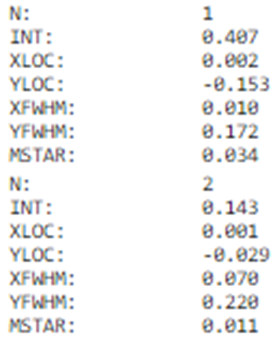 N: 1
INT: 0.407
XLOC: 0.002
YLOC: -0.153
XFWHM: 0.010
YFWHM: 0.172
MSTAR: 0.034
N: 2
INT: 0.143
XLOC: 0.001
YLOC: -0.029
XFWHM: 0.070
YFWHM: 0.220
MSTAR: 0.011